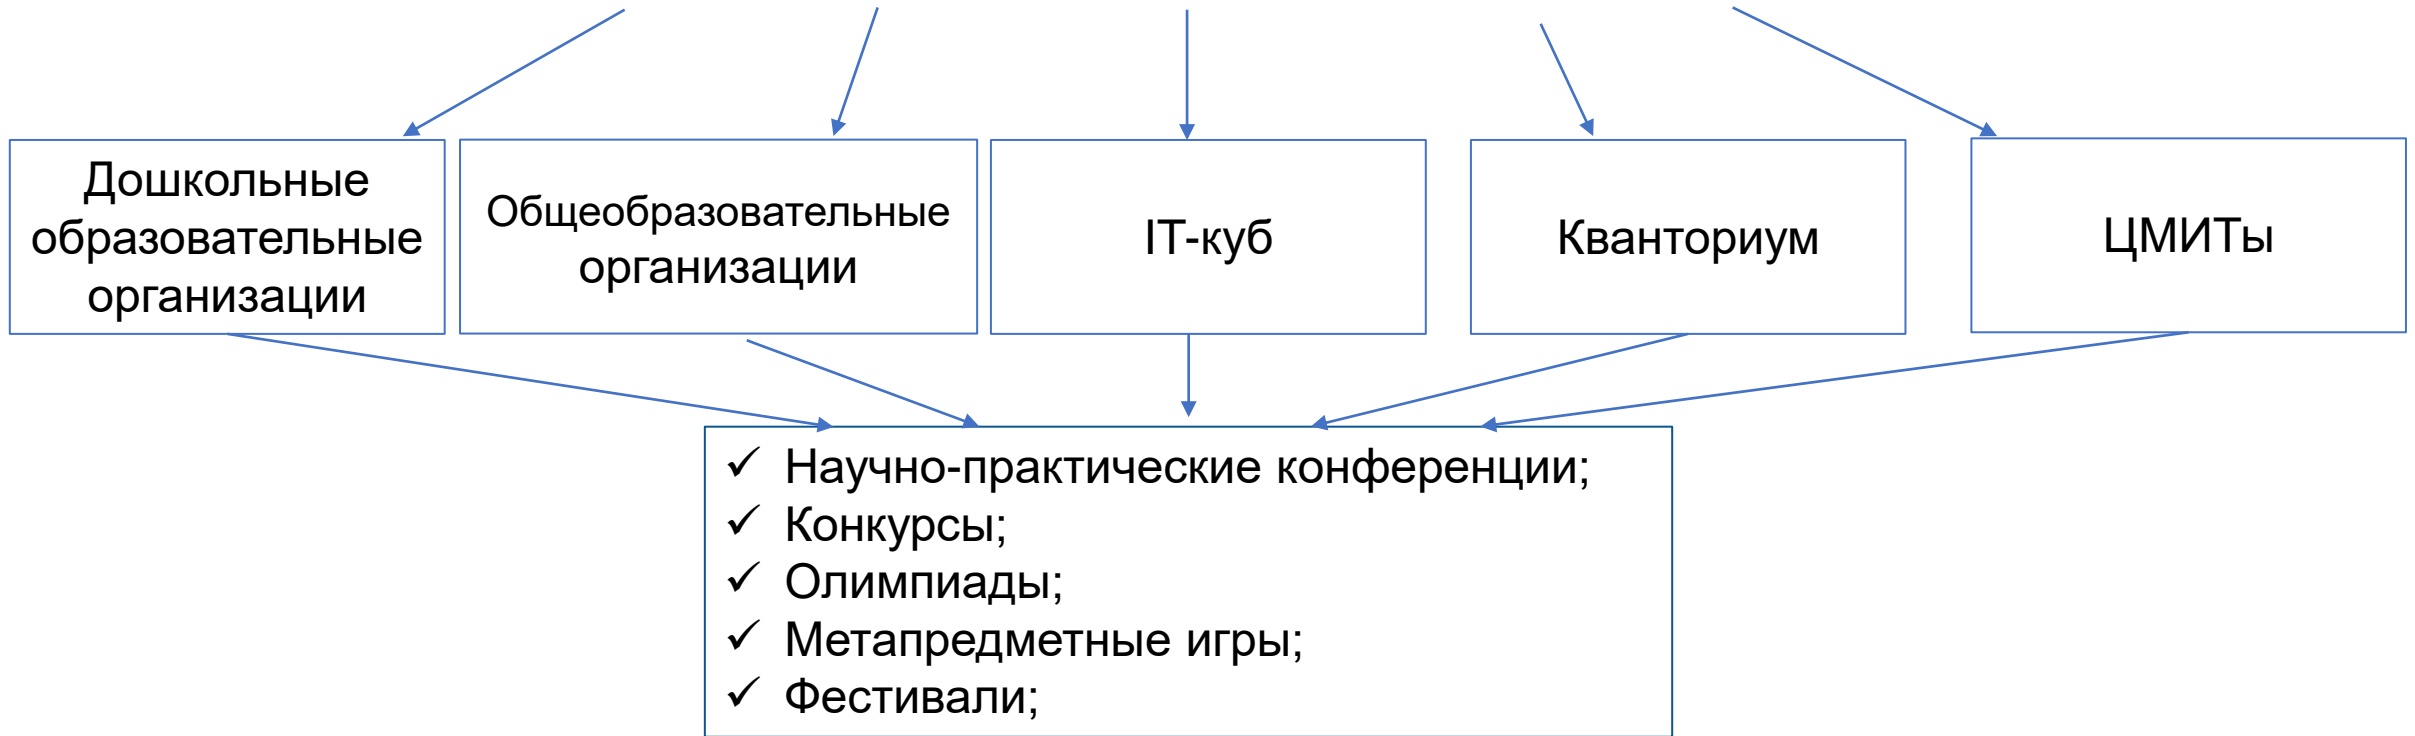 Дошкольные
образовательные
организации
Общеобразовательные
организации
IT-куб
Кванториум
ЦМИТы
✓ Научно-практические конференции;
✓ Конкурсы;
✓ Олимпиады;
✓ Метапредметные игры;
✓ Фестивали;